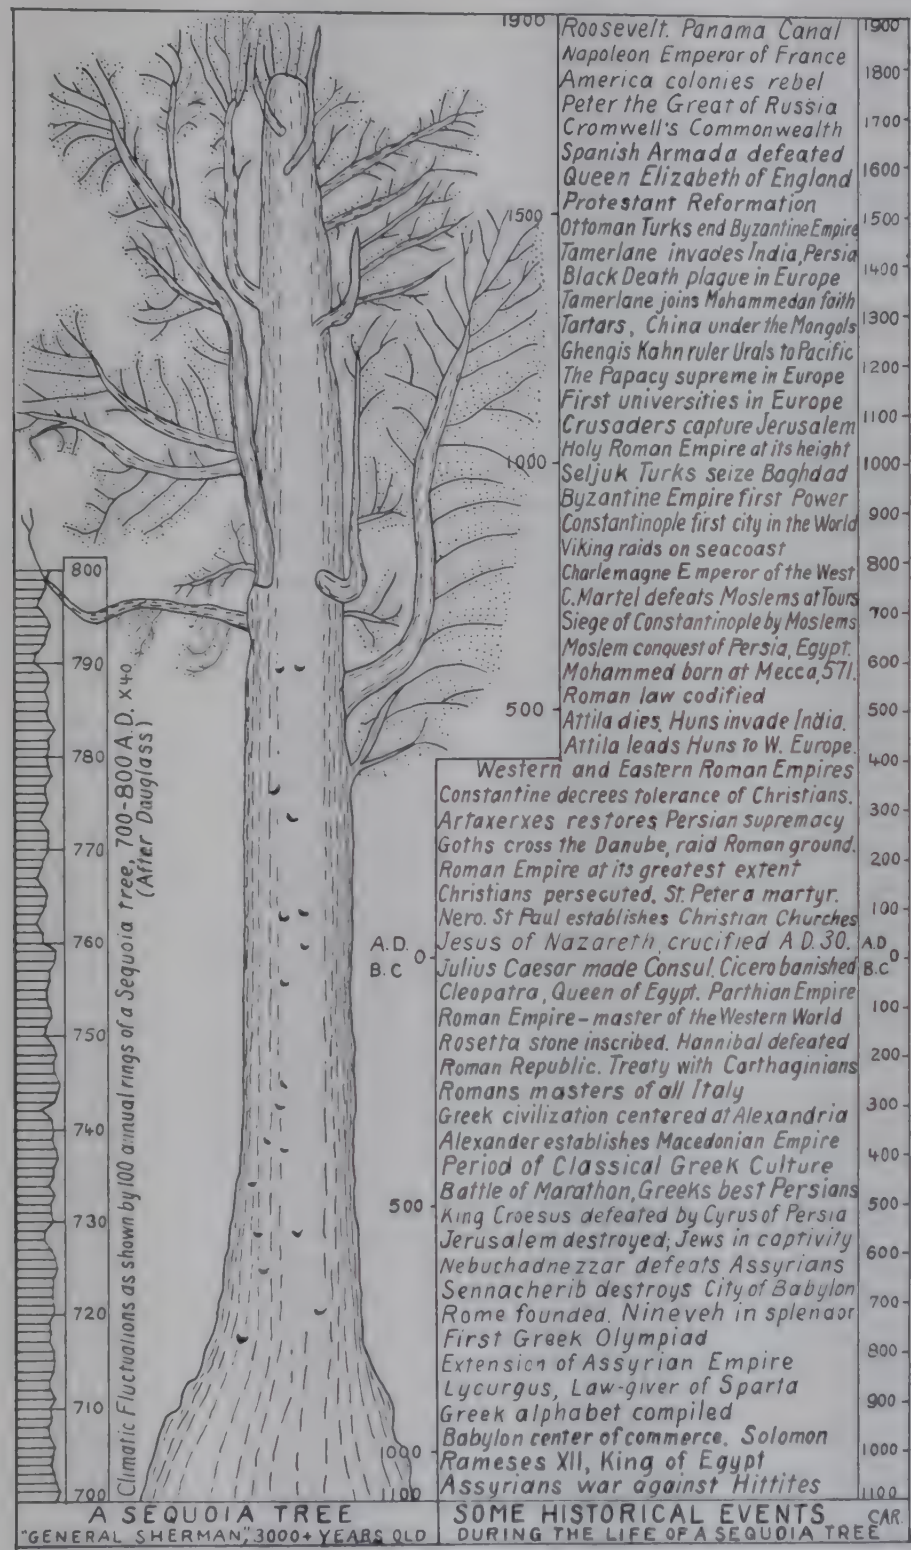 1900
Roosevelt. Panama Canal
Napoleon Emperor of France
America colonies rebel
Peter the Great of Russia
Cromwell's Commonwealth
Spanish Armada defeated
Queen Elizabeth of England
Protestant Reformation
1500
Ottoman Turks end Byzantine Empire
Tamerlane invades India, Persia
Black Death plague in Europe
Tamerlane joins Mohammedan faith
Tartars, China under the Mongols
Ghengis Kahn ruler Urals to Pacific
The Papacy supreme in Europe
First universities in Europe
Crusaders capture Jerusalem
Holy Roman Empire at its height
1000
Seljuk Turks seize Baghdad
Byzantine Empire first Power
Constantinople first city in the World
Viking raids on seacoast
Charlemagne Emperor of the West
C. Martel defeats Moslems at Tours
Siege of Constantinople by Moslems
Moslem conquest of Persia, Egypt.
Mohammed born at Mecca, 571.
Roman law codified
500
Attila dies, Huns invade India.
Attila leads Huns to W. Europe.
Western and Eastern Roman Empires
Constantine decrees tolerance of Christians.
Artaxerxes restores Persian supremacy
Goths cross the Danube, raid Roman ground.
Roman Empire at its greatest extent
Christians persecuted. St. Peter a martyr.
Nero. St Paul establishes Christian Churches
A.D.
0
B.C
Jesus of Nazareth, crucified A.D. 30.
Julius Caesar made Consul. Cicero banished
Cleopatra, Queen of Egypt. Parthian Empire
Roman Empire - master of the Western World
Rosetta stone inscribed. Hannibal defeated
Roman Republic. Treaty with Carthaginians
Romans masters of all Italy
Greek civilization centered at Alexandria
Alexander establishes Macedonian Empire
Period of Classical Greek Culture
Battle of Marathon, Greeks best Persians
500
King Croesus defeated by Cyrus of Persia
Jerusalem destroyed; Jews in captivity
Nebuchadnezzar defeats Assyrians
Sennacherib destroys City of Babylon
Rome founded. Nineveh in splendor
First Greek Olympiad
Extension of Assyrian Empire
Lycurgus, Law-giver of Sparta
Greek alphabet compiled
Babylon center of commerce. Solomon
1000
Rameses XII, King of Egypt
Assyrians war against Hittites
1100
1900
1800
1700
1600
1500
1400
1300
1200
1100
1000
900
800
700
600
500
400
300
200
100
A.D
0
B.C
100
200
300
400
500
600
700
800
900
1000
1100
800
790
780
770
760
750
740
730
720
710
700
Climatic Fluctuations as shown by 100 annual rings of a Sequoia tree, 700-800 A.D. x40
(After Dauglass)
A SEQUOIA TREE
"GENERAL SHERMAN", 3000+ YEARS OLD
SOME HISTORICAL EVENTS
DURING THE LIFE OF A SEQUOIA TREE
CAR.